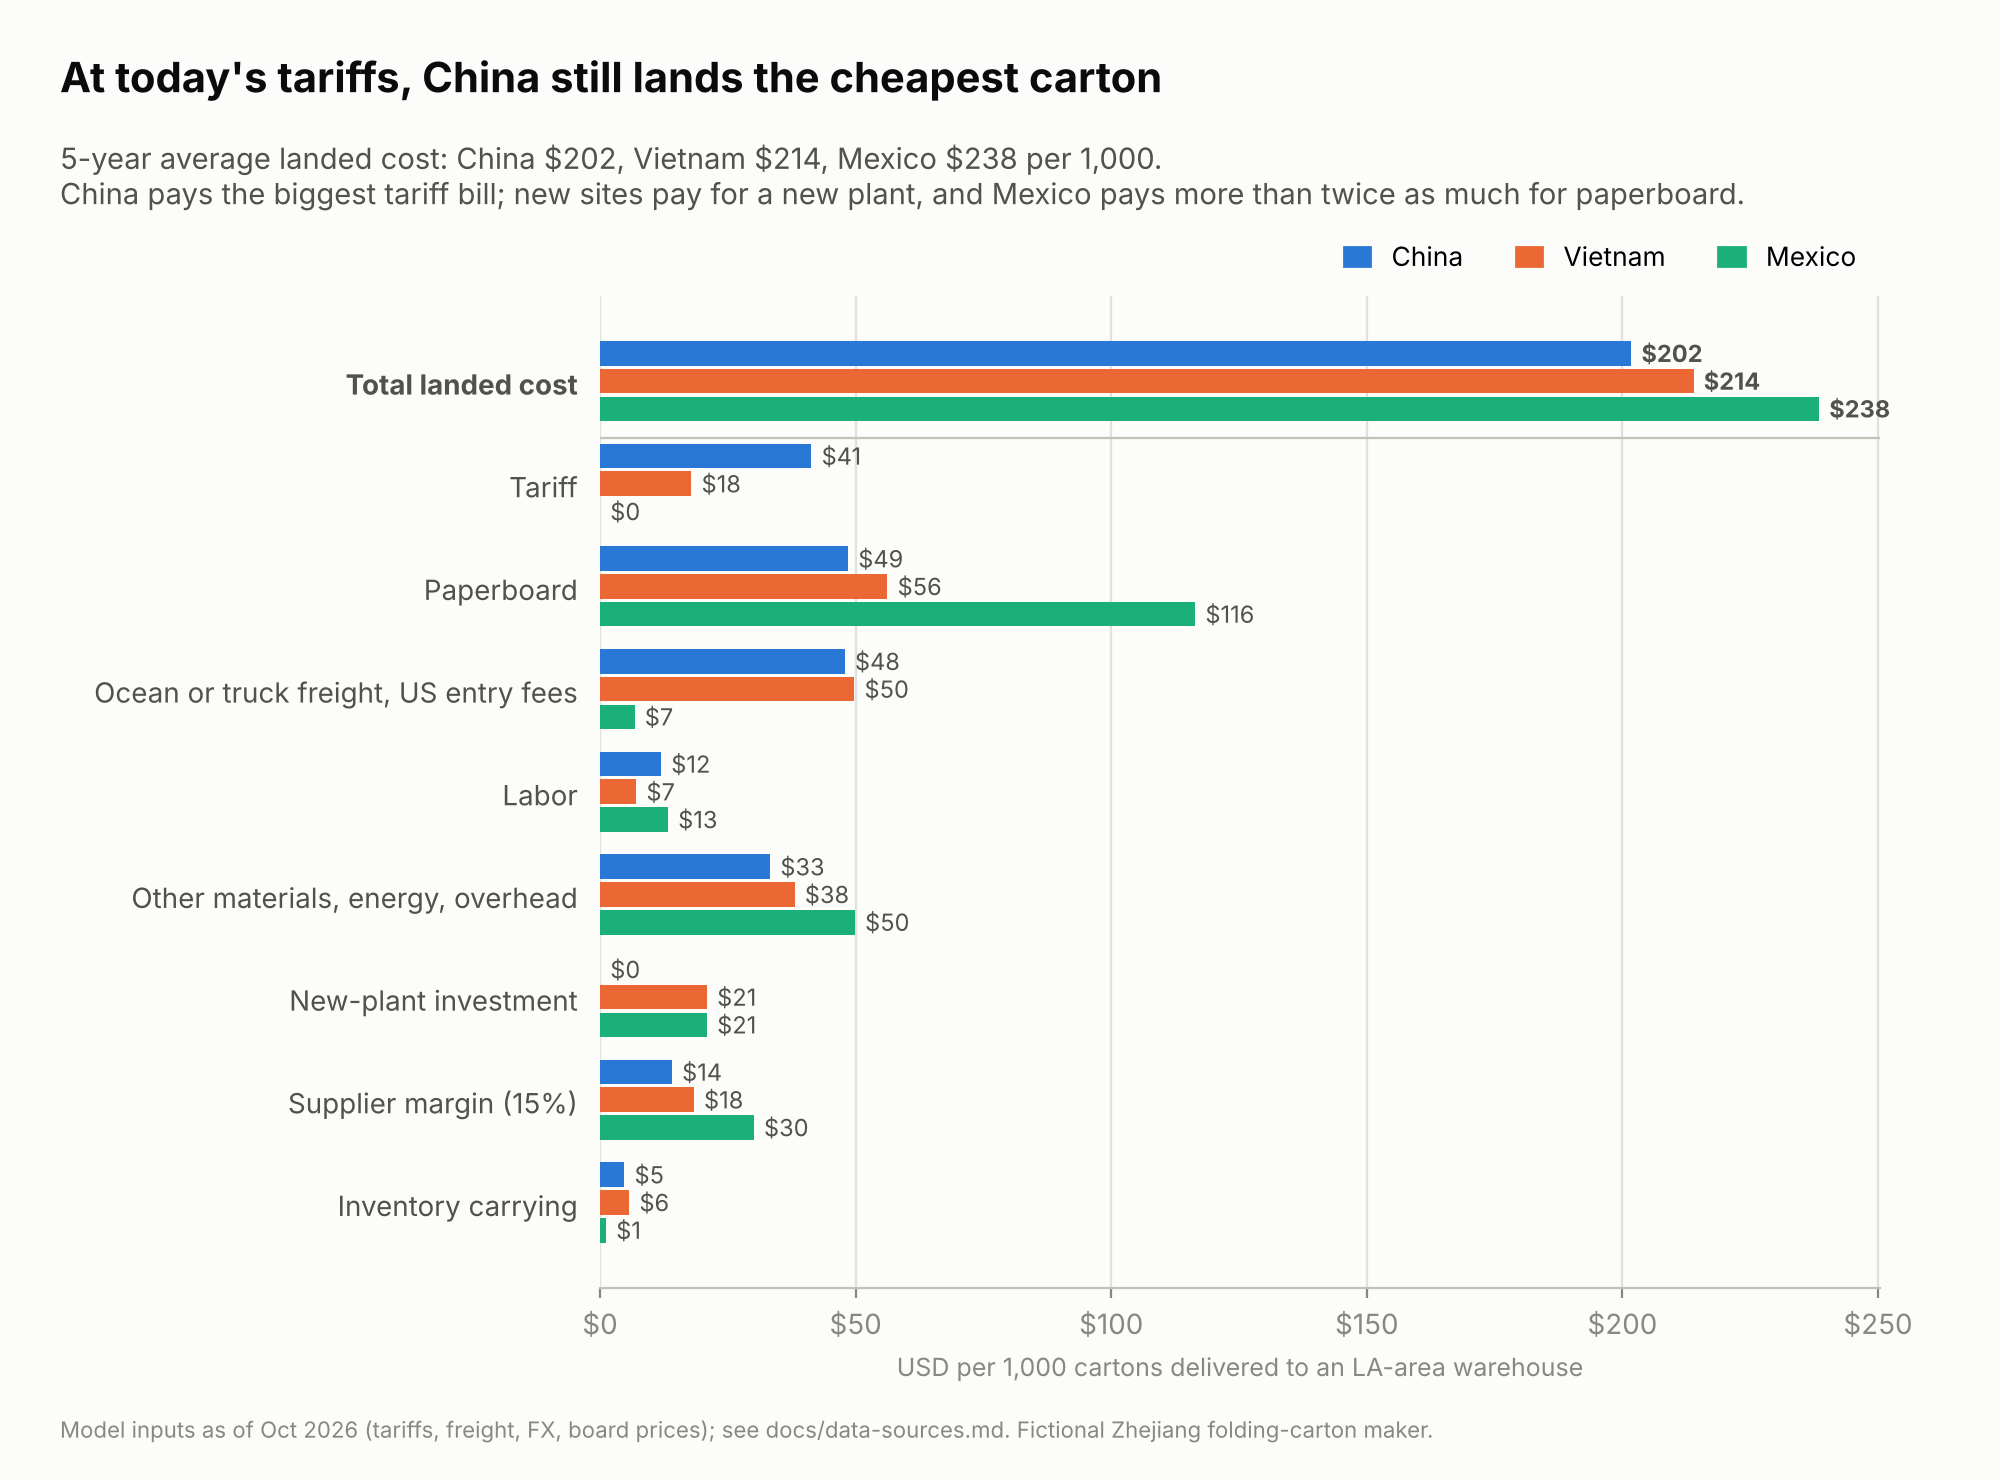 At today's tariffs, China still lands the cheapest carton
5-year average landed cost: China $202, Vietnam $214, Mexico $238 per 1,000.
China pays the biggest tariff bill; new sites pay for a new plant, and Mexico pays more than twice as much for paperboard.
China Vietnam Mexico
$202
Total landed cost $214
$238
$41
Tariff $18
$0
$49
Paperboard $56
$116
$48
Ocean or truck freight, US entry fees $50
$7
$12
Labor $7
$13
$33
Other materials, energy, overhead $38
$50
$0
New-plant investment $21
$21
$14
Supplier margin (15%) $18
$30
$5
Inventory carrying $6
$1
$0 $50 $100 $150 $200 $250
USD per 1,000 cartons delivered to an LA-area warehouse
Model inputs as of Oct 2026 (tariffs, freight, FX, board prices); see docs/data-sources.md. Fictional Zhejiang folding-carton maker.